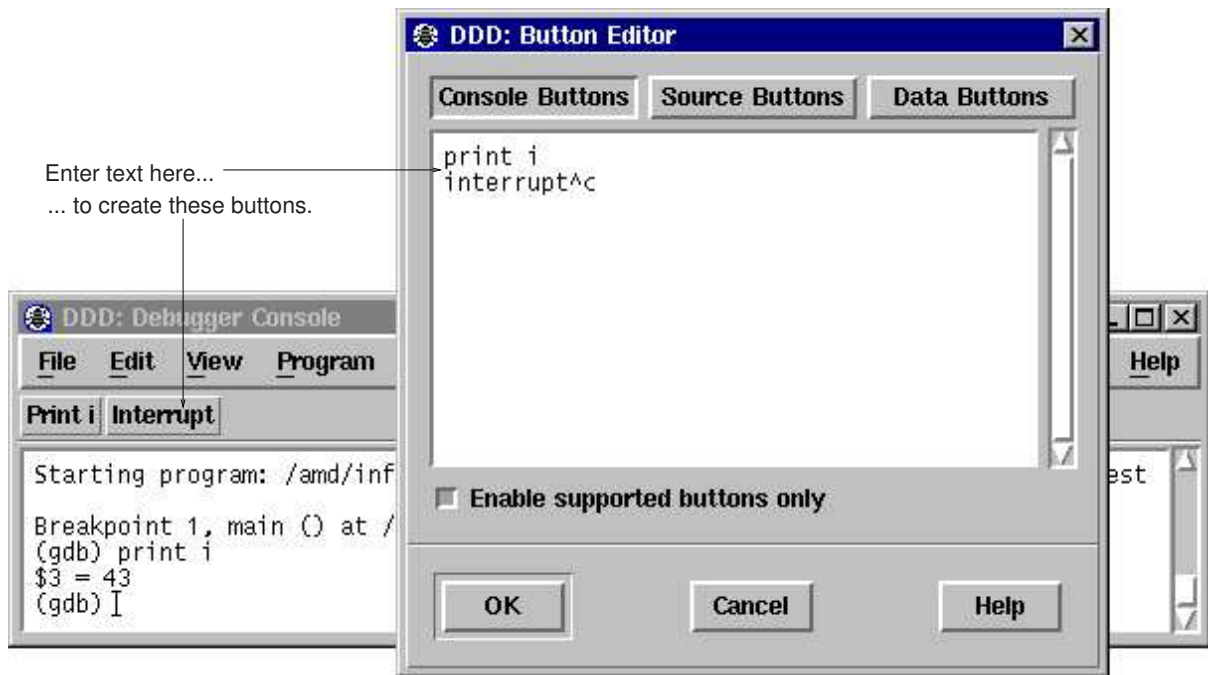 DDD: Button Editor
Console Buttons Source Buttons Data Buttons
print i
interrupt^c
Enter text here...
... to create these buttons.
Enable supported buttons only
OK Cancel Help
DDD: Debugger Console
File Edit View Program Help
Print i Interrupt
Starting program: /amd/inf est
Breakpoint 1, main () at /
(gdb) print i
$3 = 43
(gdb)